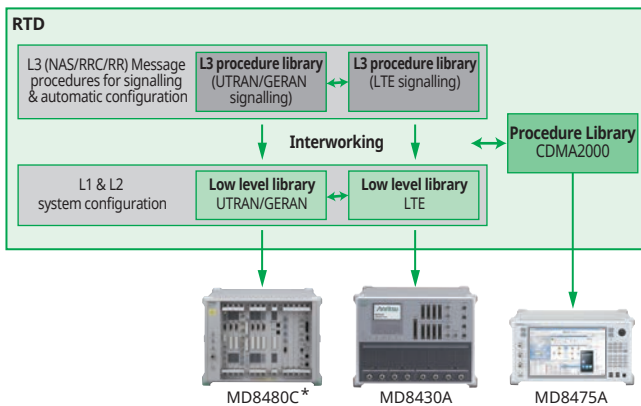 RTD
L3 (NAS/RRC/RR) Message
procedures for signalling
& automatic configuration
L3 procedure library
(UTRAN/GERAN
signalling)
L3 procedure library
(LTE signalling)
Interworking
Procedure Library
CDMA2000
L1 & L2
system configuration
Low level library
UTRAN/GERAN
Low level library
LTE
Anritsu
MD8480C*
MD8430A
MD8475A